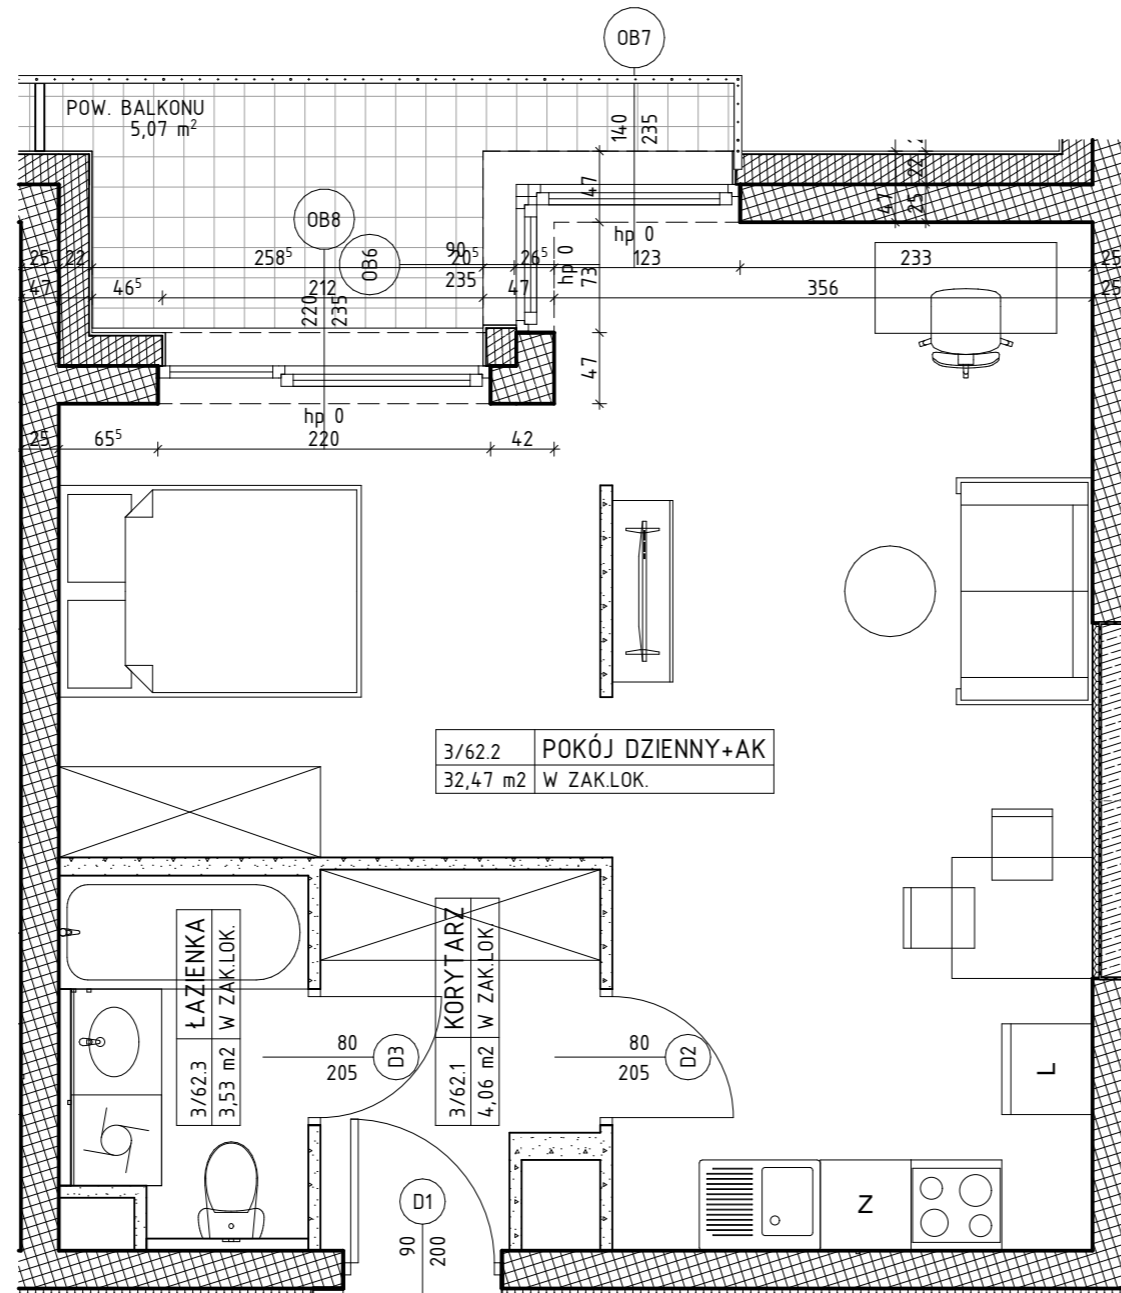 OB7
POW. BALKONU
5,07 m²
140
235
47
22
25
47
OB8
OB6
hp 0
25
22
258⁵
90
20⁵
26⁵
123
233
25
235
hp 0
73
47
46⁵
212
47
356
25
220
235
47
hp 0
25
65⁵
220
42
3/62.2 POKÓJ DZIENNY+AK
32,47 m2 W ZAK.LOK.
3/62.3 ŁAZIENKA
3,53 m2 W ZAK.LOK.
3/62.1 KORYTARZ
4,06 m2 W ZAK.LOK.
80
205
D3
80
205
D2
L
D1
90
200
Z